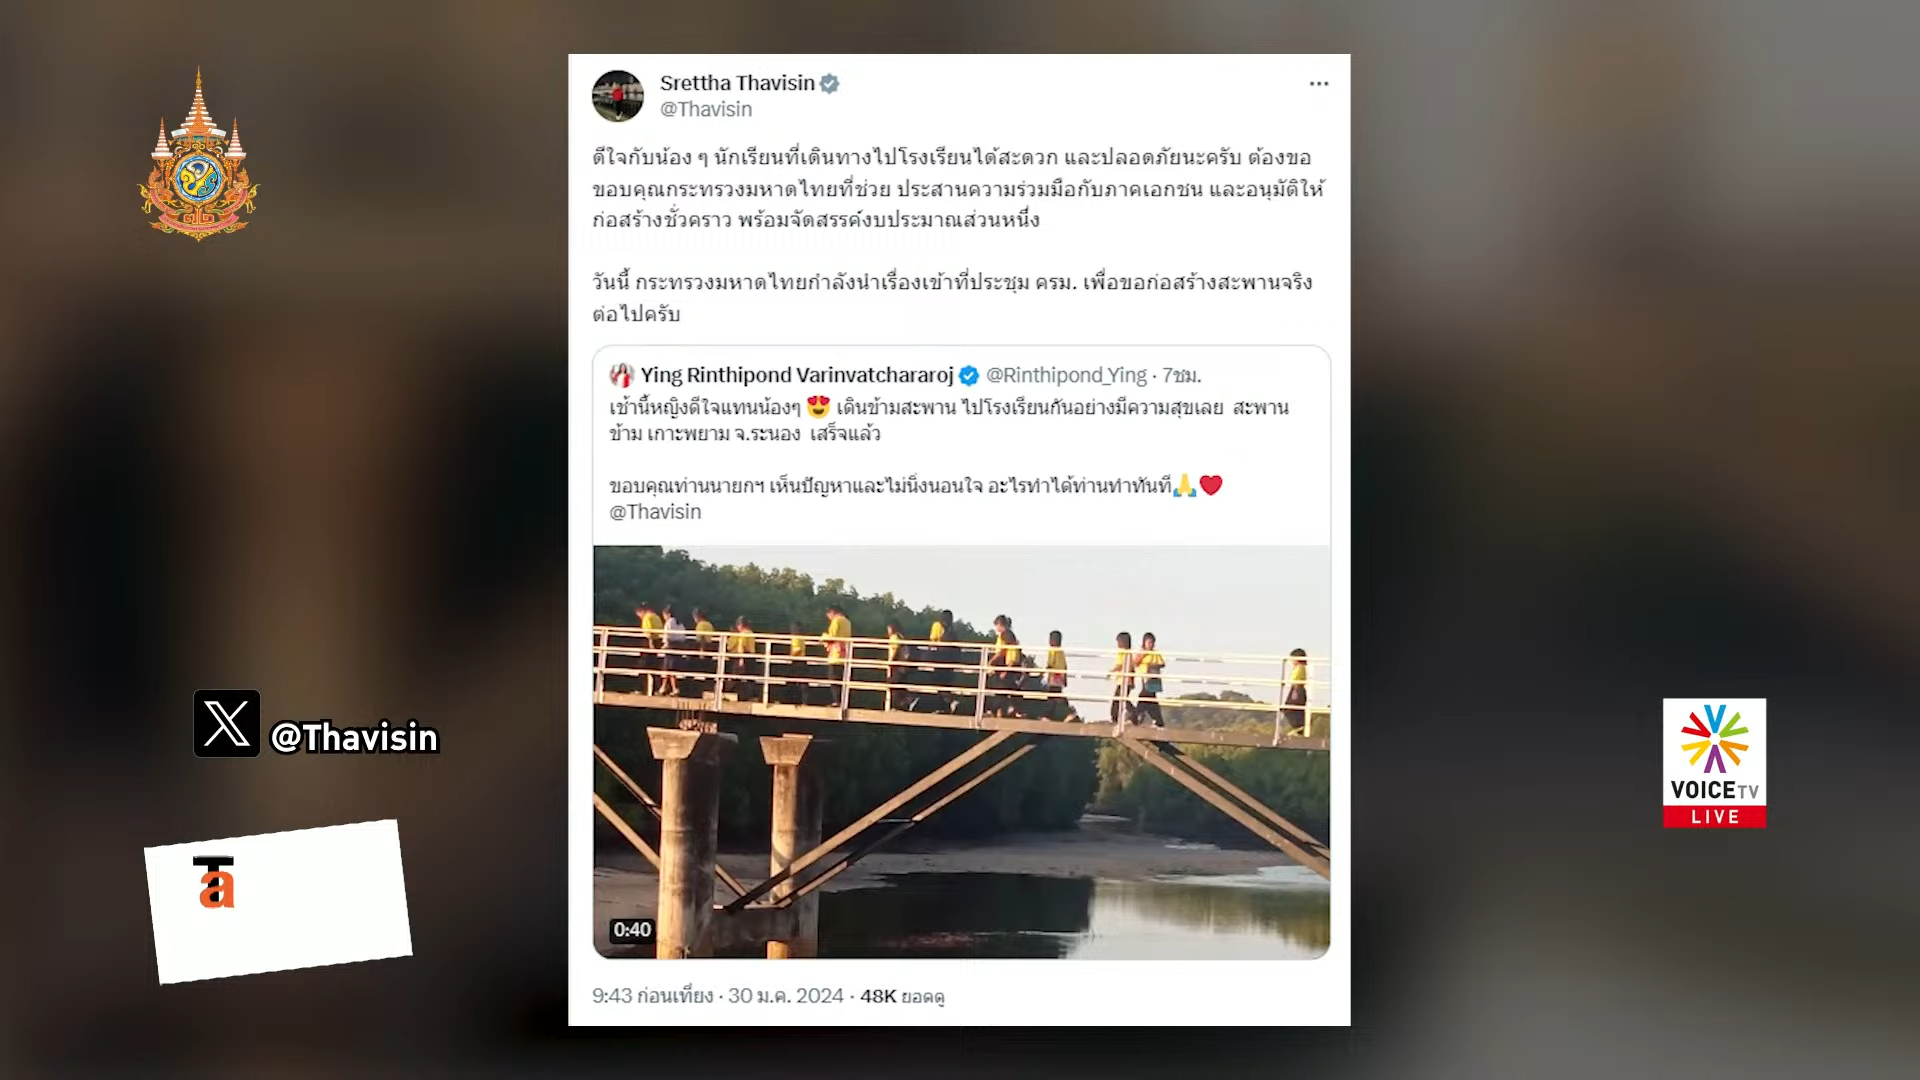 Srettha Thavisin
@Thavisin
ดีใจกับน้อง ๆ นักเรียนที่เดินทางไปโรงเรียนได้สะดวก และปลอดภัยนะครับ ต้องขอ
ขอบคุณกระทรวงมหาดไทยที่ช่วย ประสานความร่วมมือกับภาคเอกชน และอนุมัติให้
ก่อสร้างชั่วคราว พร้อมจัดสรรค์งบประมาณส่วนหนึ่ง
วันนี้ กระทรวงมหาดไทยกำลังนำเรื่องเข้าที่ประชุม ครม. เพื่อขอก่อสร้างสะพานจริง
ต่อไปครับ
Ying Rinthipond Varinvatchararoj @Rinthipond_Ying · 7ชม.
เช้านี้หญิงดีใจแทนน้องๆ 😍 เดินข้ามสะพาน ไปโรงเรียนกันอย่างมีความสุขเลย สะพาน
ข้าม เกาะพยาม จ.ระนอง เสร็จแล้ว
ขอบคุณท่านนายกฯ เห็นปัญหาและไม่นิ่งนอนใจ อะไรทำได้ท่านทำทันที🙏❤️
@Thavisin
0:40
9:43 ก่อนเที่ยง · 30 ม.ค. 2024 · 48K ยอดดู
@Thavisin
T
a
VOICE TV
LIVE